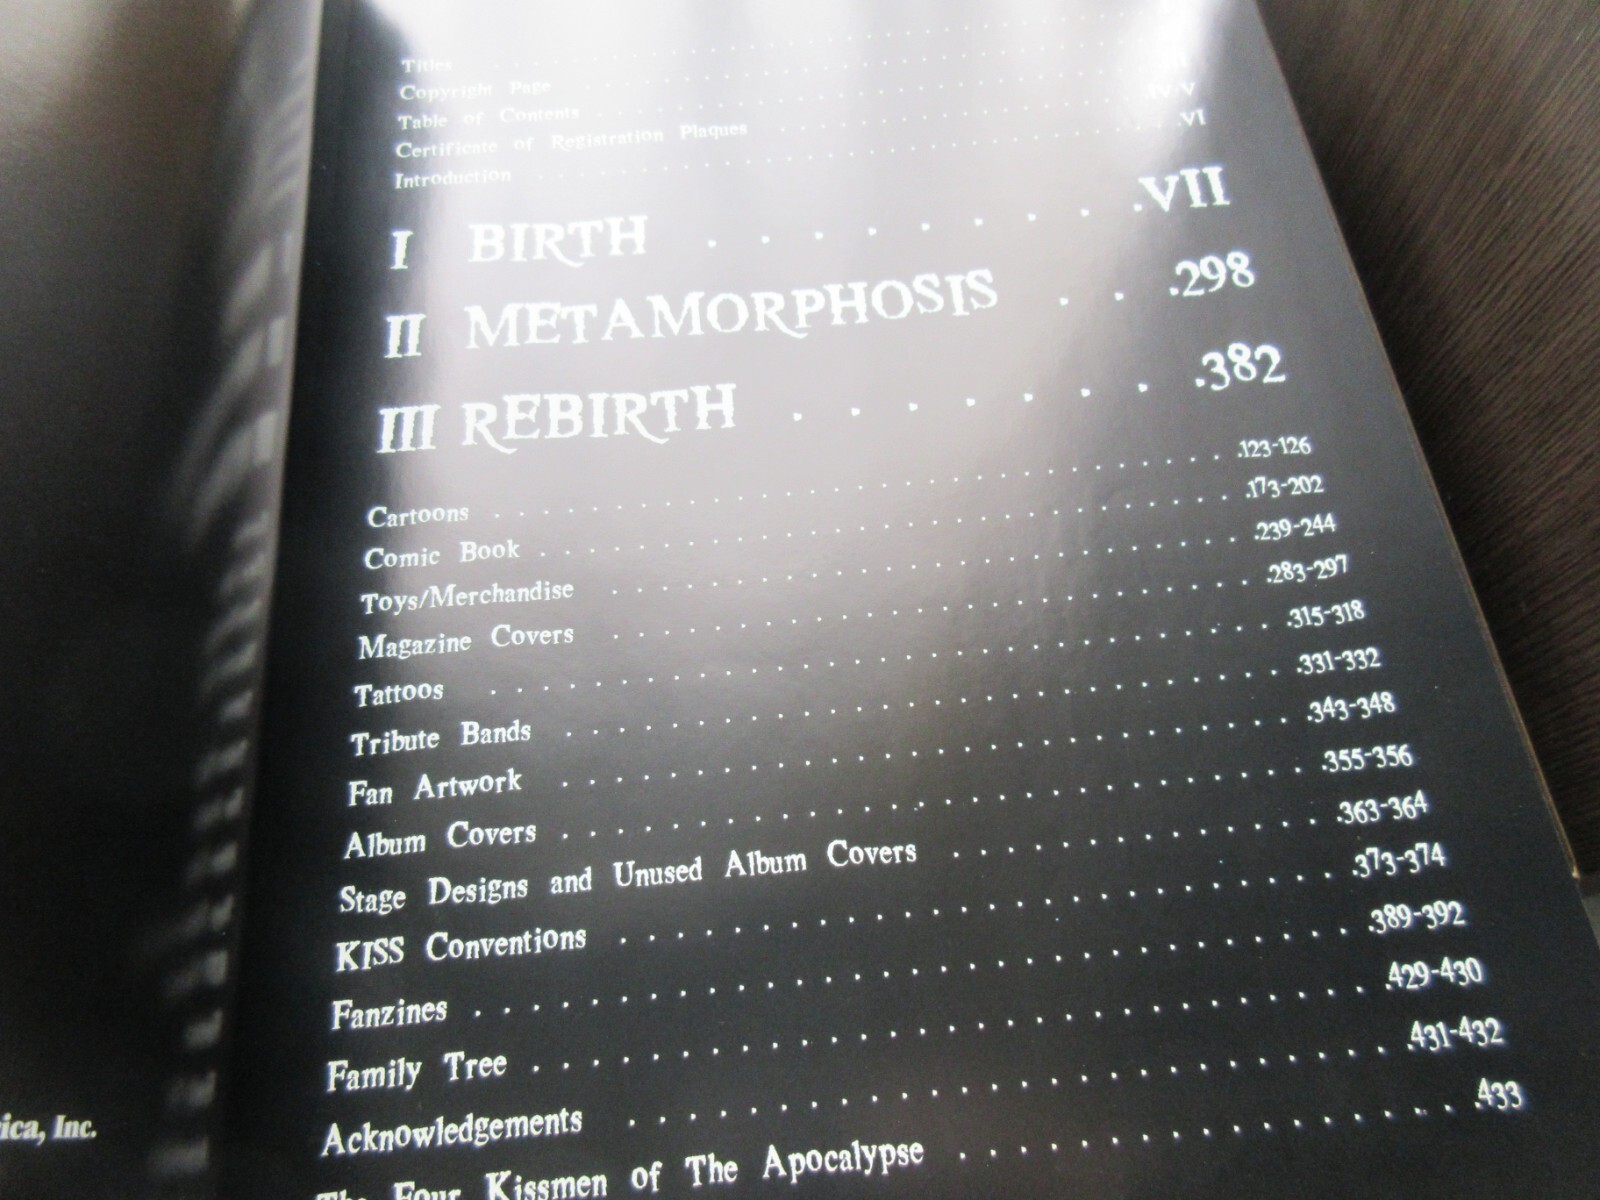 Titles
Copyright Page
Table of Contents
Certificate of Registration Plaques . . . IV-V
Introduction . . . VI
I BIRTH . . . . . . . . .VII
II METAMORPHOSIS . . .298
III REBIRTH . . . . . . . .382
Cartoons . . . .123-126
Comic Book . . . .173-202
Toys/Merchandise . . . .239-244
Magazine Covers . . . .283-297
Tattoos . . . .315-318
Tribute Bands . . . .331-332
Fan Artwork . . . .343-348
Album Covers . . . .355-356
Stage Designs and Unused Album Covers . . . .363-364
KISS Conventions . . . .373-374
Fanzines . . . .389-392
Family Tree . . . .429-430
Acknowledgements . . . .431-432
The Four Kissmen of The Apocalypse . . . .433
ica, Inc.